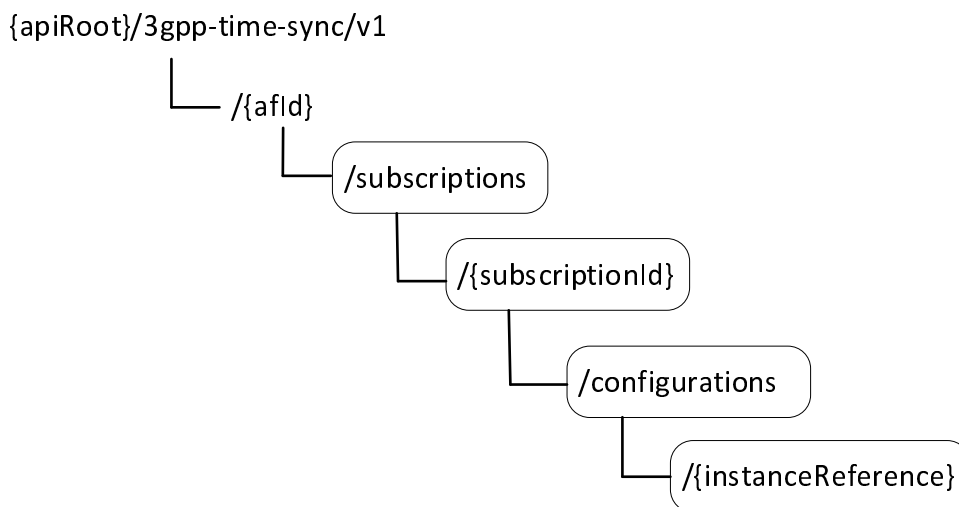 {apiRoot}/3gpp-time-sync/v1
/{afId}
/subscriptions
/{subscriptionId}
/configurations
/{instanceReference}